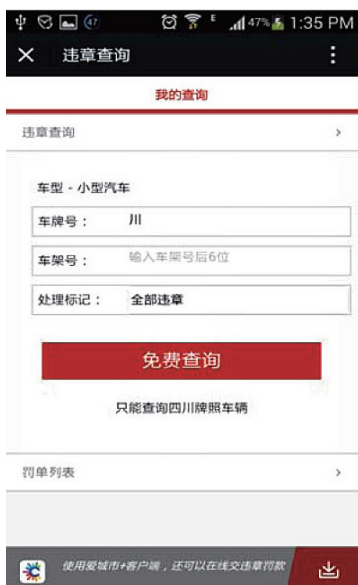 47 E 47% 1:35 PM
违章查询
我的查询
违章查询
车型 - 小型汽车
车牌号： 川
车架号： 输入车架号后6位
处理标记： 全部违章
免费查询
只能查询四川牌照车辆
罚单列表
使用爱城市+客户端，还可以在线交违章罚款